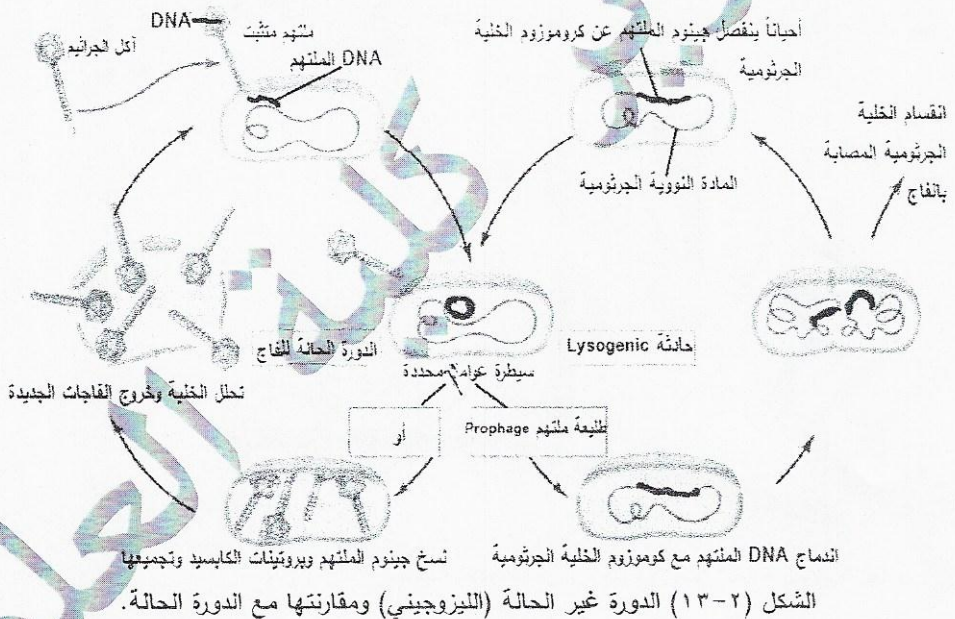 DNA
آكل الجراثيم
ملتهم متثبت
DNA الملتهم
أحياناً ينفصل جينوم الملتهم عن كروموزوم الخلية
الجرثومية
المادة النووية الجرثومية
انقسام الخلية
الجرثومية المصابة
بالفاج
الدورة الحالة للفاج
حادثة Lysogenic
سيطرة عوامل محددة
تحلل الخلية وخروج الفاجات الجديدة
أو
طليعة ملتهم Prophage
نسخ جينوم الملتهم وبروتينات الكابسيد وتجميعها
اندماج DNA الملتهم مع كوموزوم الخلية الجرثومية
الشكل (٢-١٣) الدورة غير الحالة (الليزوجيني) ومقارنتها مع الدورة الحالة.